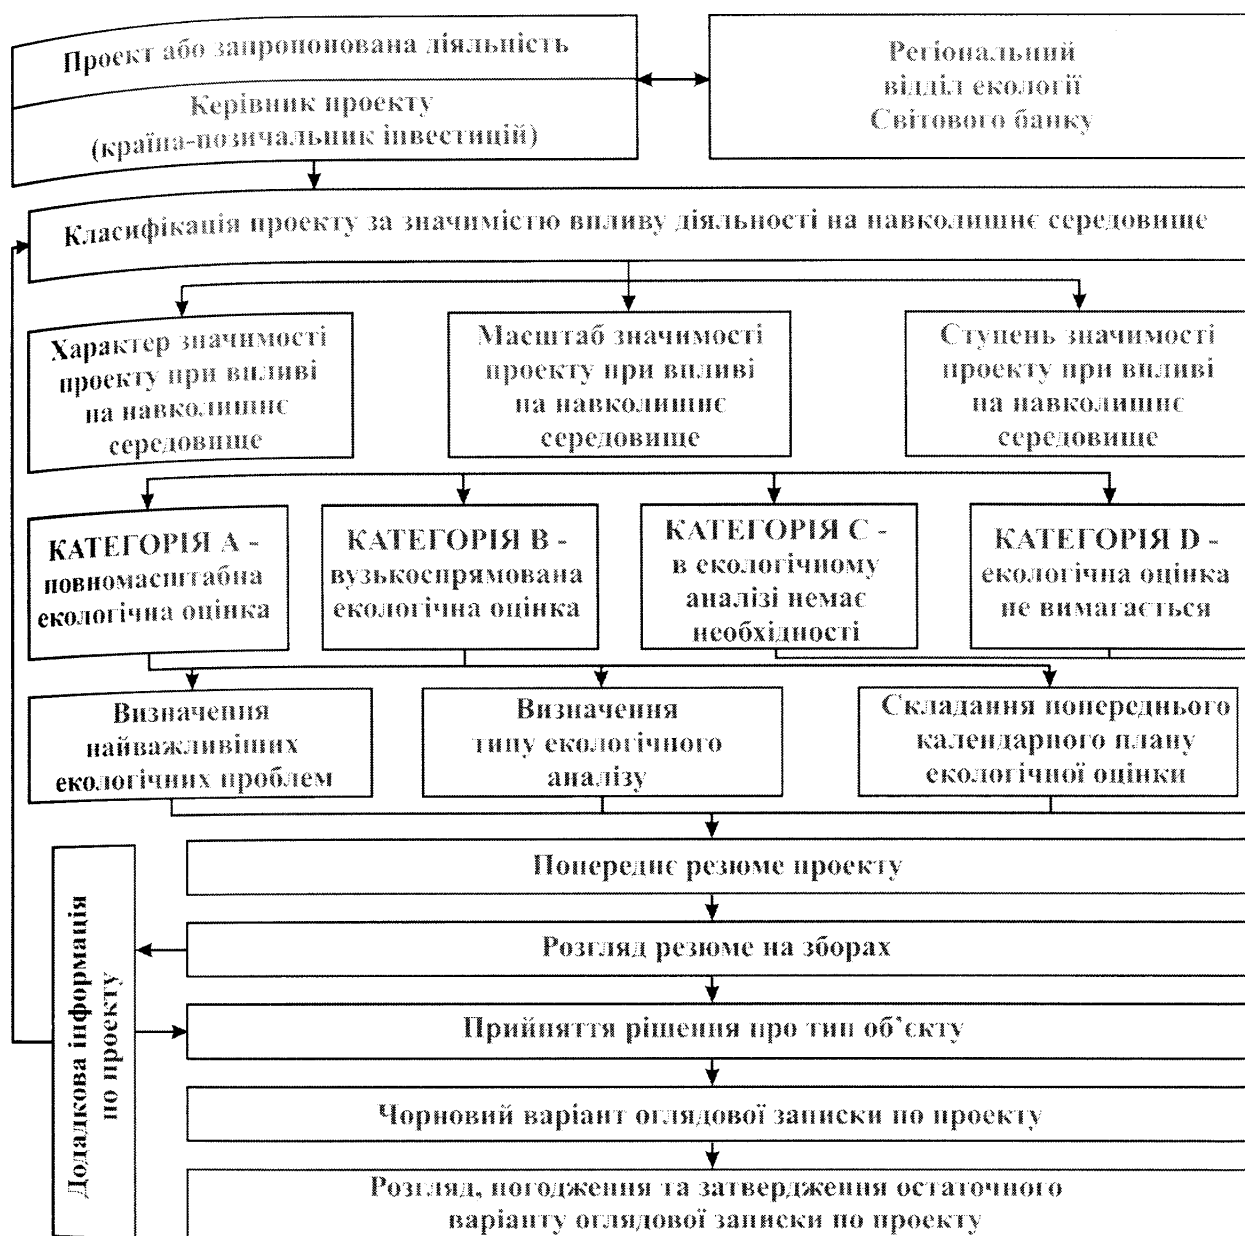 Проект або запропонована діяльність
Керівник проекту
(країна-позичальник інвестицій)
Регіональний
відділ екології
Світового банку
Класифікація проекту за значимістю впливу діяльності на навколишнє середовище
Характер значимості
проекту при впливі
на навколишнє
середовище
Масштаб значимості
проекту при впливі
на навколишнє
середовище
Ступень значимості
проекту при впливі
на навколишнє
середовище
КАТЕГОРІЯ А -
повномасштабна
екологічна оцінка
КАТЕГОРІЯ В -
вузькоспрямована
екологічна оцінка
КАТЕГОРІЯ С -
в екологічному
аналізі немає
необхідності
КАТЕГОРІЯ D -
екологічна оцінка
не вимагається
Визначення
найважливіших
екологічних проблем
Визначення
типу екологічного
аналізу
Складання попереднього
календарного плану
екологічної оцінки
Попереднє резюме проекту
Розгляд резюме на зборах
Прийняття рішення про тип об’єкту
Чорновий варіант оглядової записки по проекту
Розгляд, погодження та затвердження остаточного
варіанту оглядової записки по проекту
Додадкова інформація
по проекту